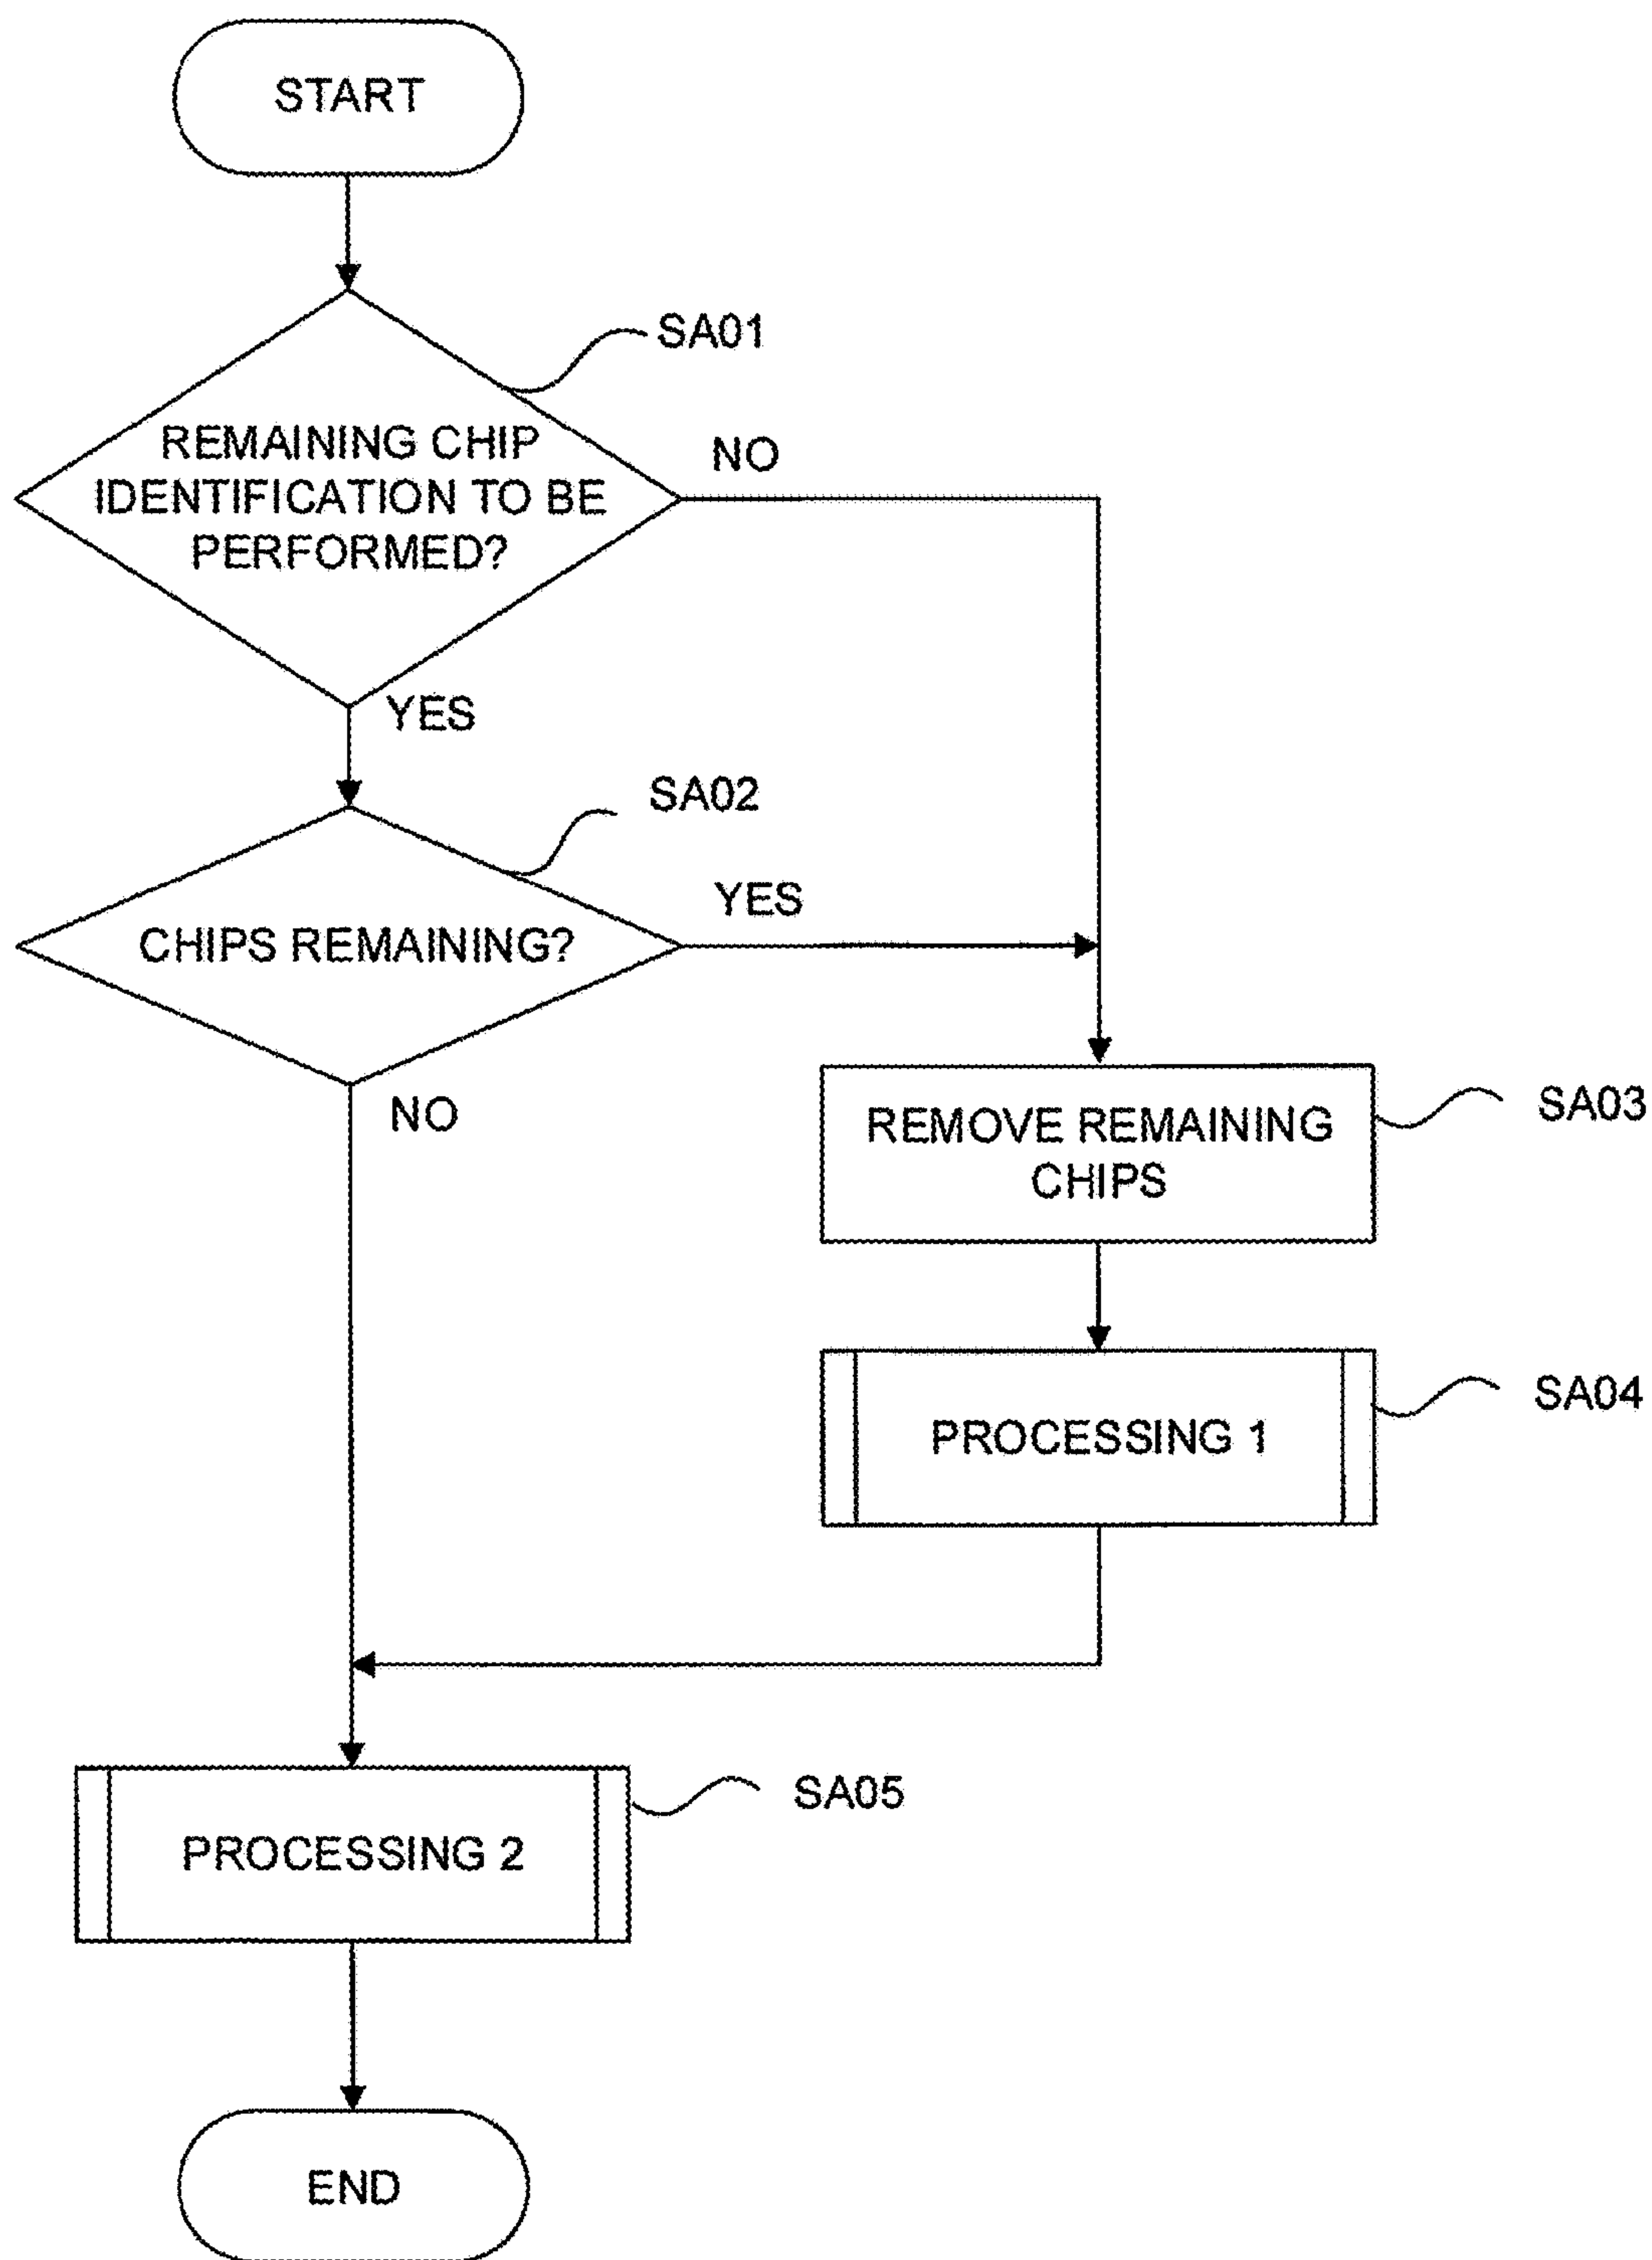 START
SA01
REMAINING CHIP
IDENTIFICATION TO BE
PERFORMED?
NO
YES
SA02
YES
CHIPS REMAINING?
NO
REMOVE REMAINING
CHIPS
SA03
PROCESSING 1
SA04
SA05
PROCESSING 2
END